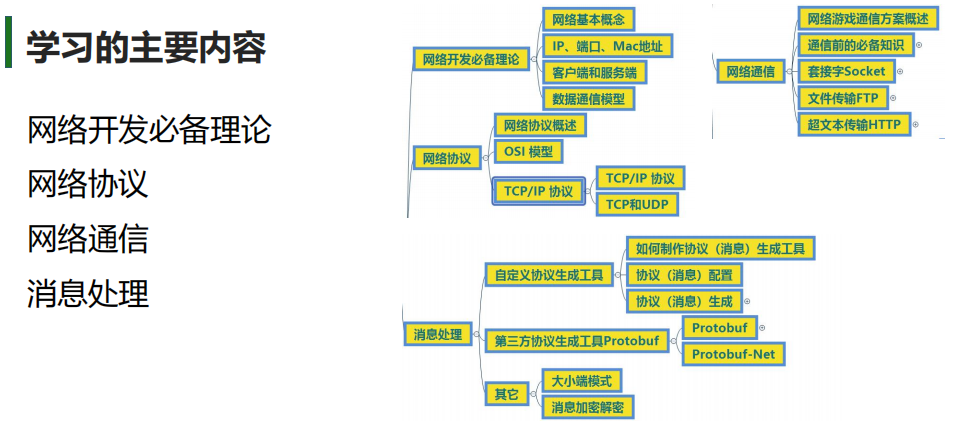 学习的主要内容
网络开发必备理论
网络协议
网络通信
消息处理
网络开发必备理论
网络基本概念
IP、端口、Mac地址
客户端和服务端
数据通信模型
网络协议
网络协议概述
OSI 模型
TCP/IP 协议
TCP/IP 协议
TCP和UDP
网络通信
网络游戏通信方案概述
通信前的必备知识
套接字Socket
文件传输FTP
超文本传输HTTP
消息处理
自定义协议生成工具
如何制作协议（消息）生成工具
协议（消息）配置
协议（消息）生成
第三方协议生成工具Protobuf
Protobuf
Protobuf-Net
其它
大小端模式
消息加密解密